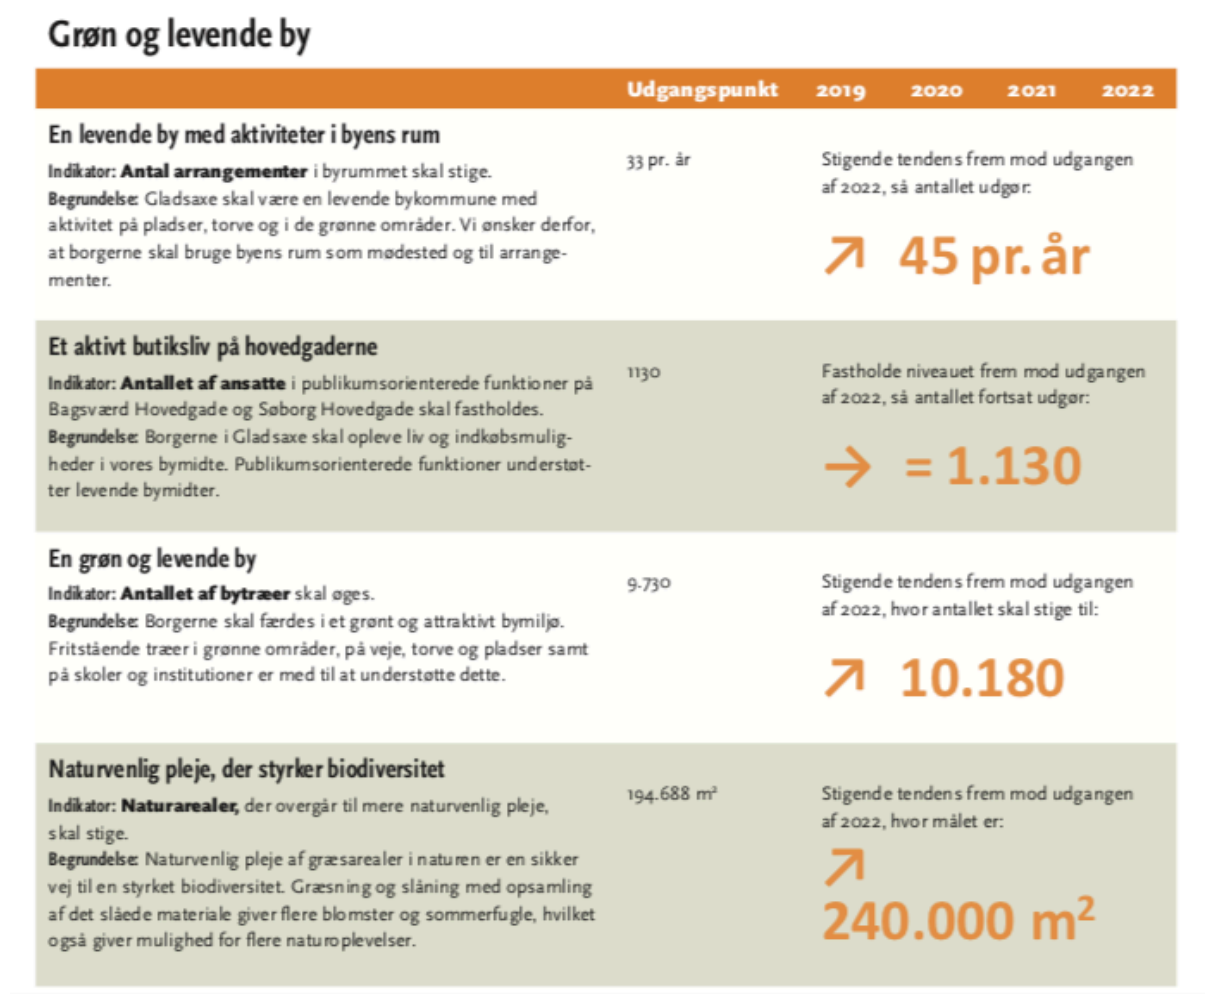 Grøn og levende by
Udgangspunkt 2019 2020 2021 2022
En levende by med aktiviteter i byens rum
Indikator: Antal arrangementer i byrummet skal stige.
Begrundelse: Gladsaxe skal være en levende bykommune med
aktivitet på pladser, torve og i de grønne områder. Vi ønsker derfor,
at borgerne skal bruge byens rum som mødested og til arrange-
menter.
33 pr. år
Stigende tendens frem mod udgangen
af 2022, så antallet udgør:
↗ 45 pr. år
Et aktivt butiksliv på hovedgaderne
Indikator: Antallet af ansatte i publikumsorienterede funktioner på
Bagsværd Hovedgade og Søborg Hovedgade skal fastholdes.
Begrundelse: Borgerne i Gladsaxe skal opleve liv og indkøbsmulig-
heder i vores bymidte. Publikumsorienterede funktioner understøt-
ter levende bymidter.
1130
Fastholde niveauet frem mod udgangen
af 2022, så antallet fortsat udgør:
→ = 1.130
En grøn og levende by
Indikator: Antallet af bytræer skal øges.
Begrundelse: Borgerne skal færdes i et grønt og attraktivt bymiljø.
Fritstående træer i grønne områder, på veje, torve og pladser samt
på skoler og institutioner er med til at understøtte dette.
9.730
Stigende tendens frem mod udgangen
af 2022, hvor antallet skal stige til:
↗ 10.180
Naturvenlig pleje, der styrker biodiversitet
Indikator: Naturarealer, der overgår til mere naturvenlig pleje,
skal stige.
Begrundelse: Naturvenlig pleje af græsarealer i naturen er en sikker
vej til en styrket biodiversitet. Græsning og slåning med opsamling
af det slåede materiale giver flere blomster og sommerfugle, hvilket
også giver mulighed for flere naturoplevelser.
194.688 m²
Stigende tendens frem mod udgangen
af 2022, hvor målet er:
↗
240.000 m²